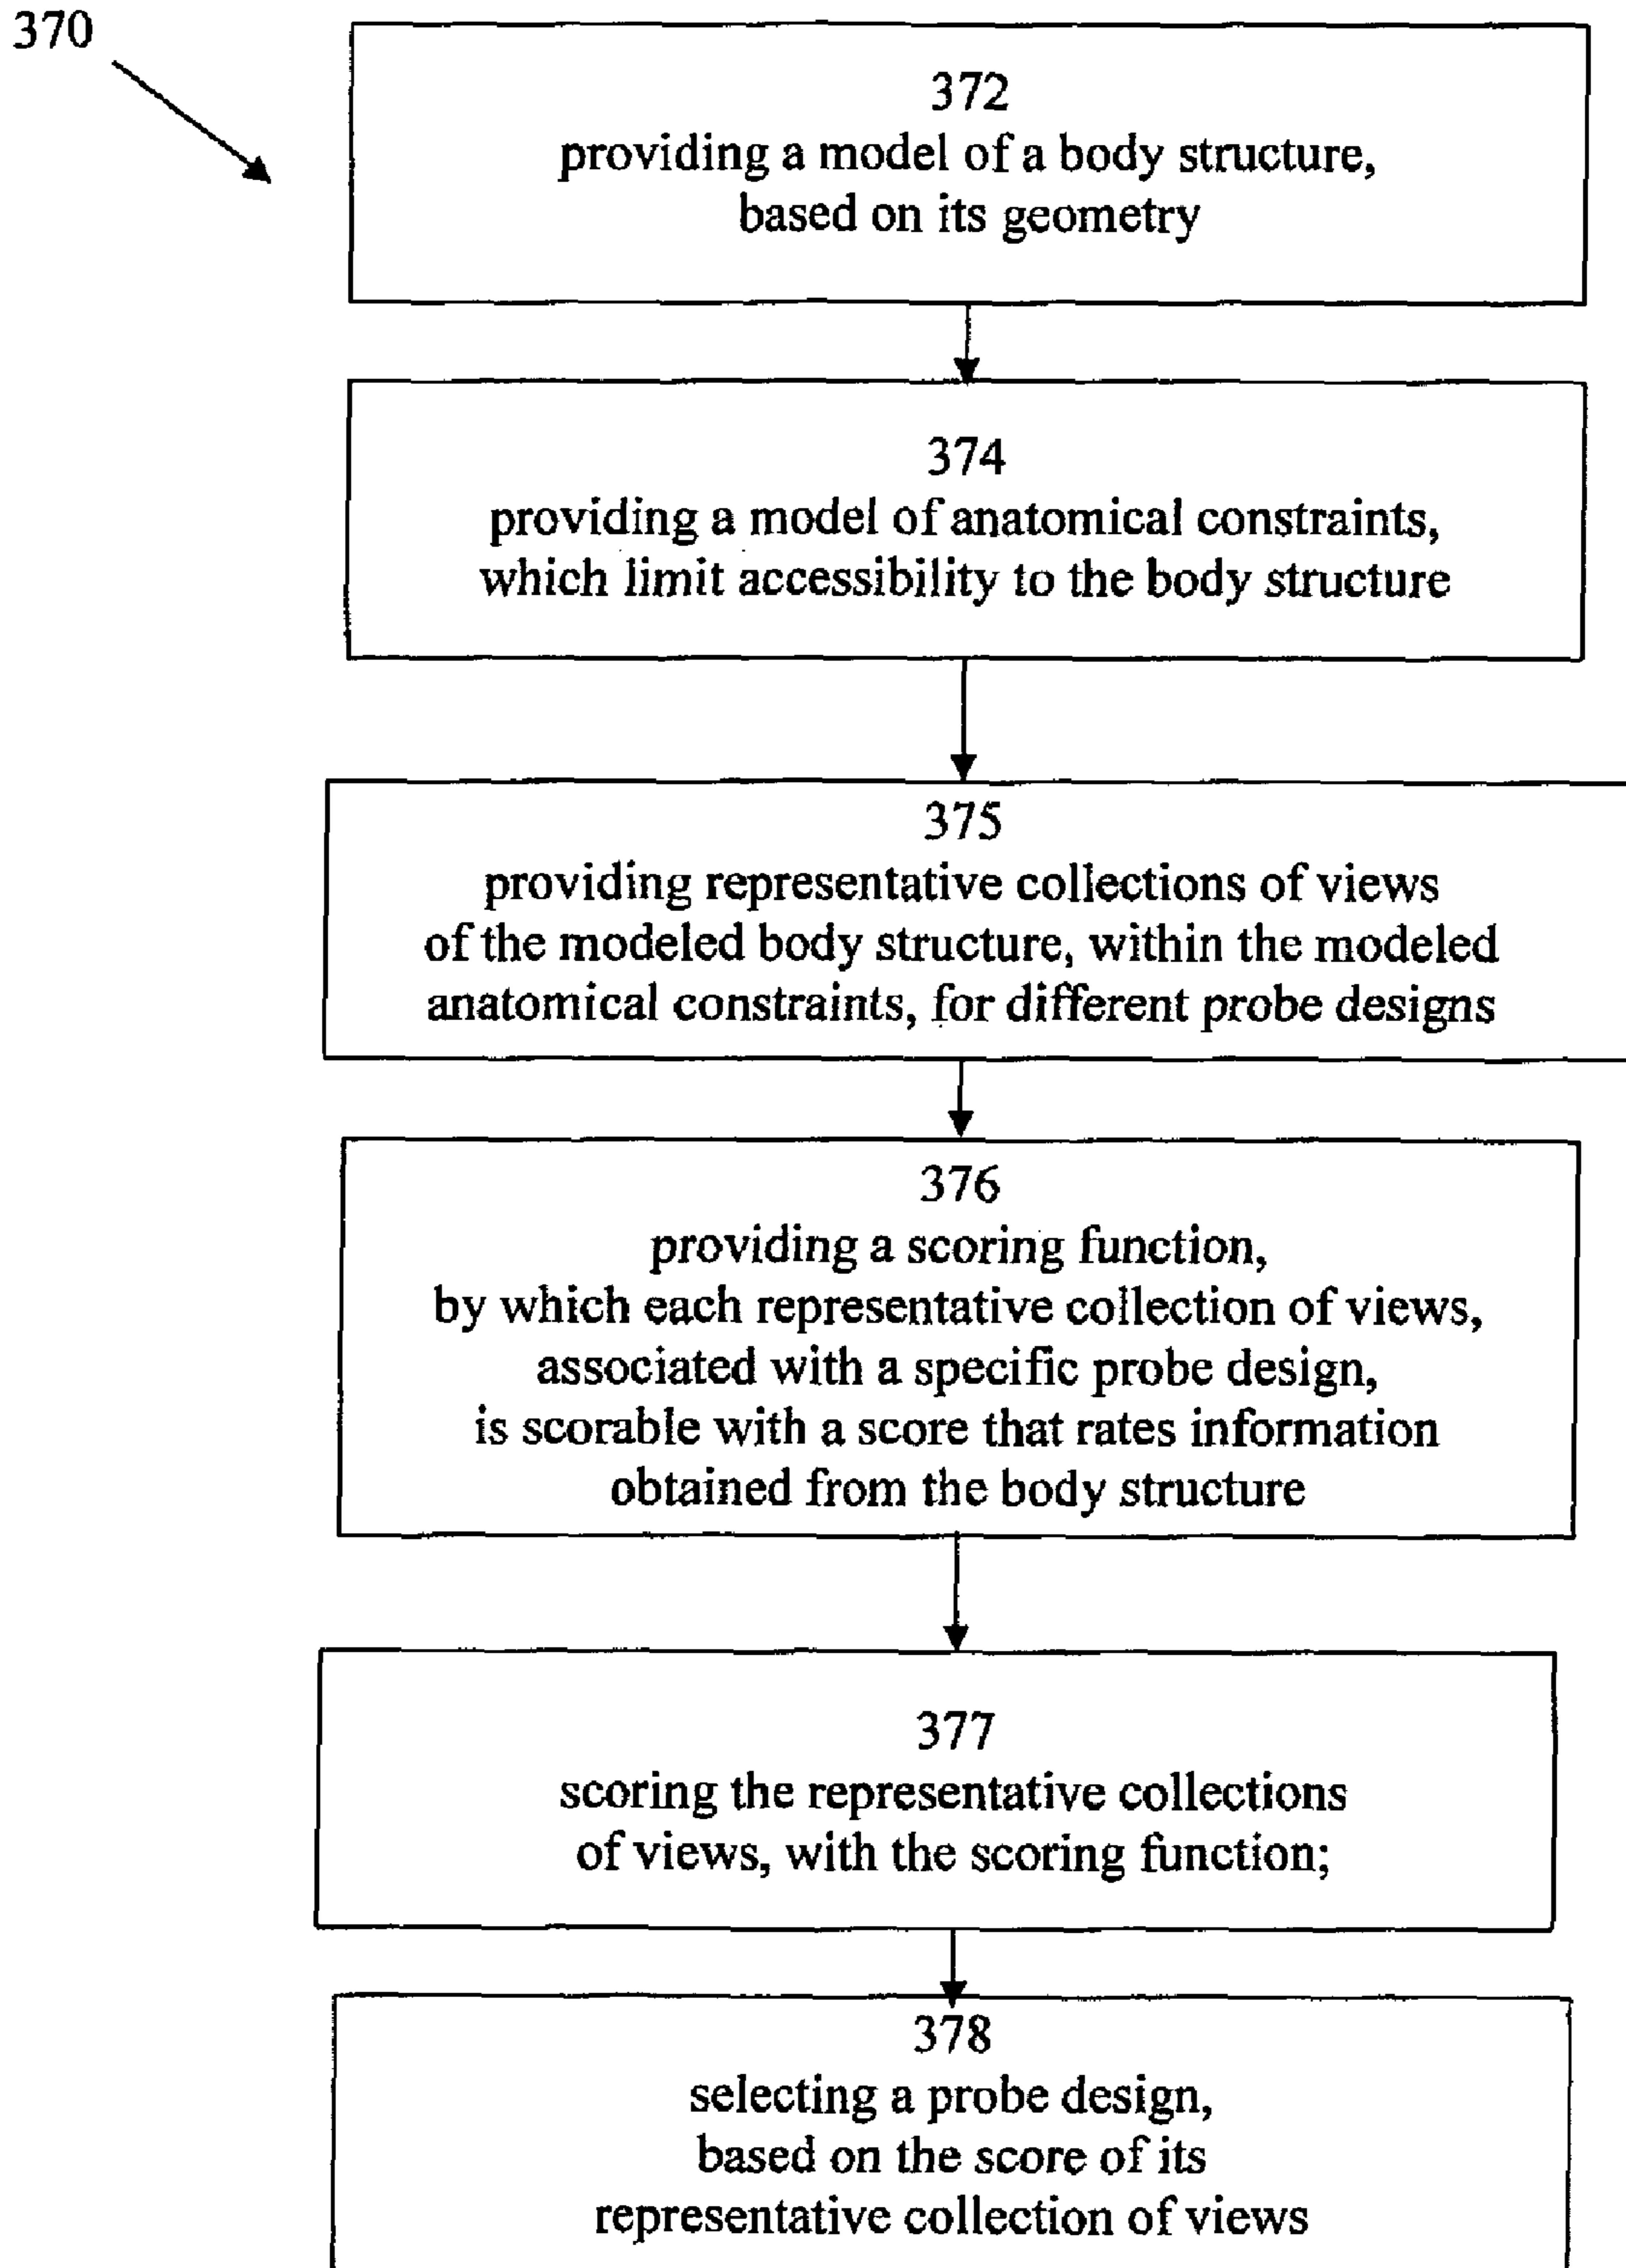 370
372
providing a model of a body structure,
based on its geometry
374
providing a model of anatomical constraints,
which limit accessibility to the body structure
375
providing representative collections of views
of the modeled body structure, within the modeled
anatomical constraints, for different probe designs
376
providing a scoring function,
by which each representative collection of views,
associated with a specific probe design,
is scorable with a score that rates information
obtained from the body structure
377
scoring the representative collections
of views, with the scoring function;
378
selecting a probe design,
based on the score of its
representative collection of views